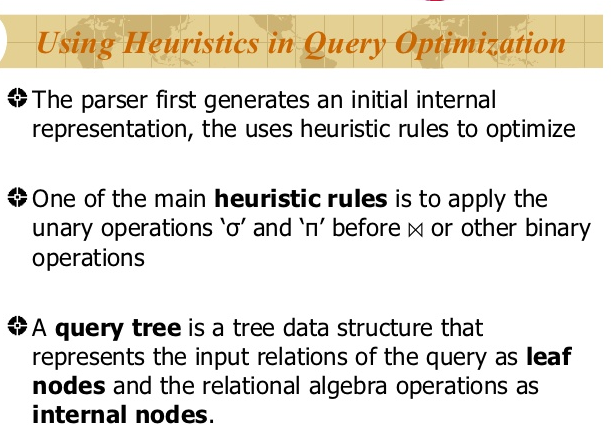 Using Heuristics in Query Optimization
The parser first generates an initial internal
representation, the uses heuristic rules to optimize
One of the main heuristic rules is to apply the
unary operations ‘σ’ and ‘π’ before ⋈ or other binary
operations
A query tree is a tree data structure that
represents the input relations of the query as leaf
nodes and the relational algebra operations as
internal nodes.